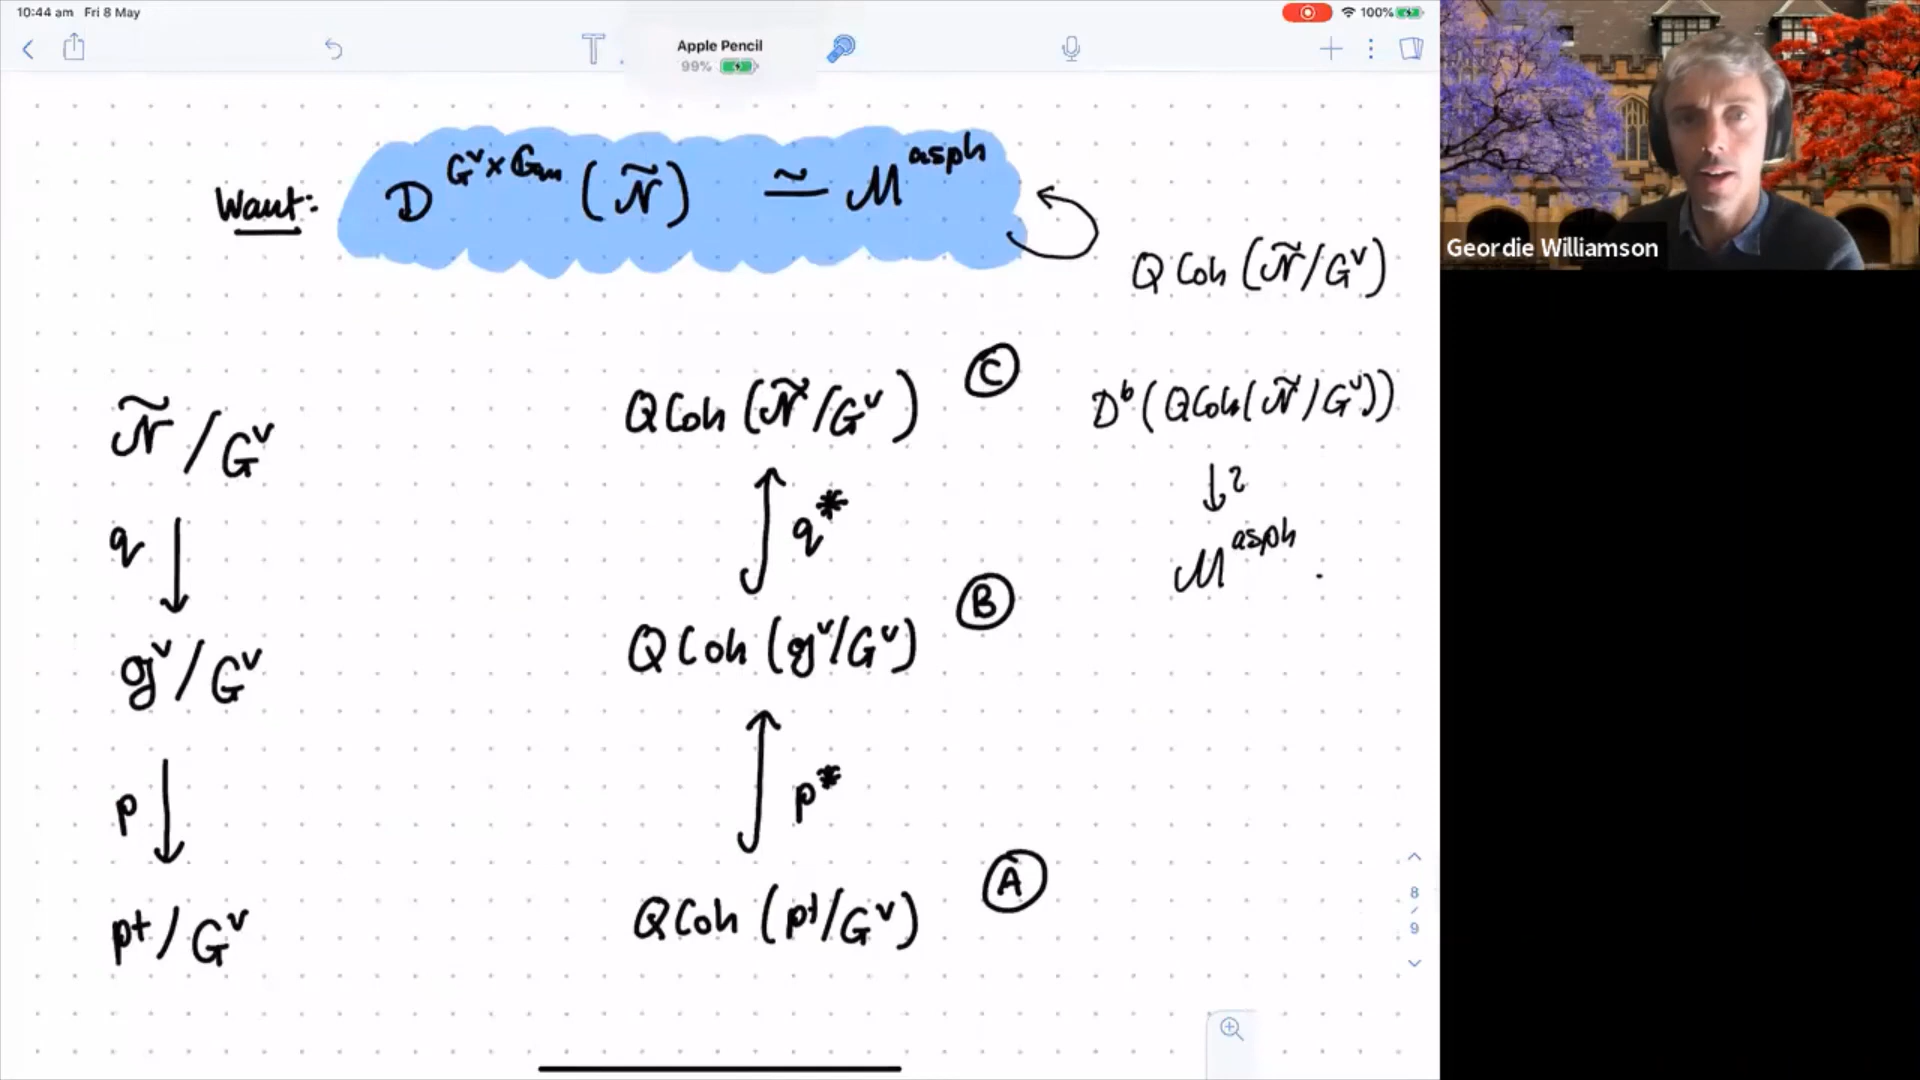 10:44 am Fri 8 May
100%
Apple Pencil
99%
Geordie Williamson
Want: D^{G^∨ × G_m} (Ñ) ≃ M^{asph}
QCoh (Ñ/G^∨)
Ñ/G^∨
QCoh (Ñ/G^∨) Ⓒ
D^b (QCoh(Ñ/G^∨))
q ↓
q*
↓ ?
M^{asph} .
g^∨/G^∨
QCoh (g^∨/G^∨) Ⓑ
p ↓
p*
pt/G^∨
QCoh (pt/G^∨) Ⓐ
8
/
9